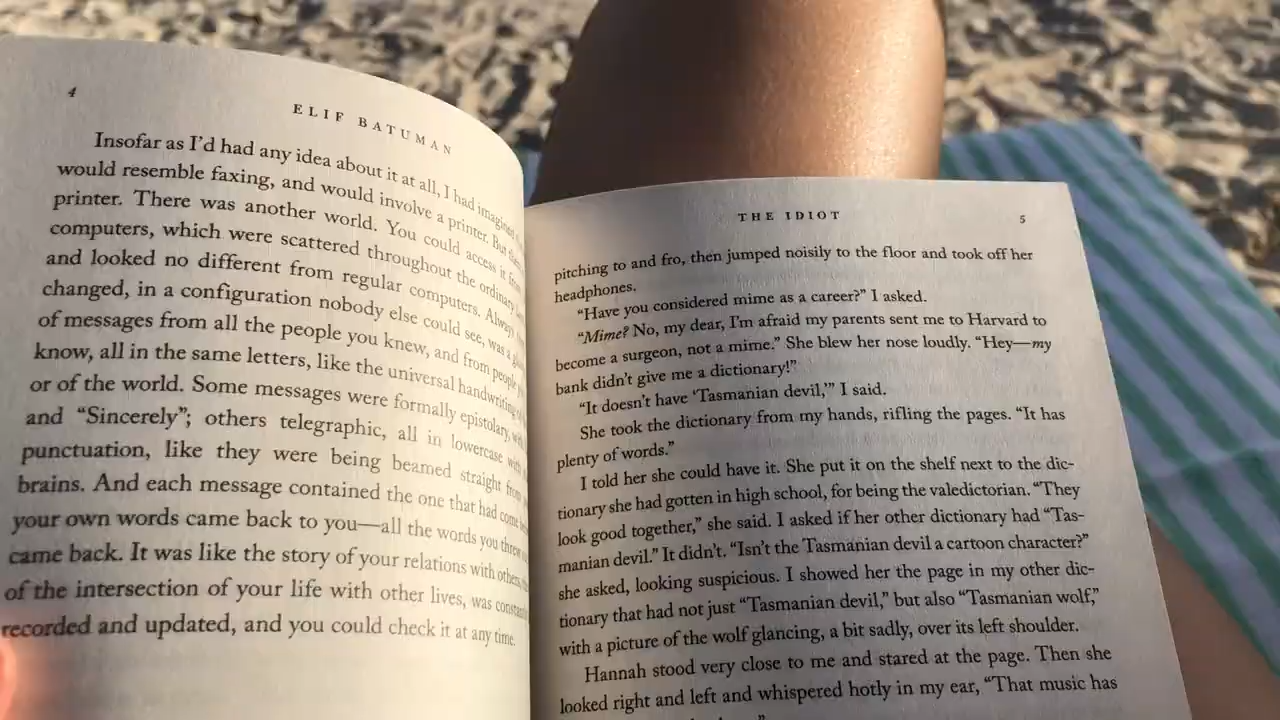 4
ELIF BATUMAN
Insofar as I'd had any idea about it at all, I had imagined
would resemble faxing, and would involve a printer. But
printer. There was another world. You could access it from
computers, which were scattered throughout the ordinary
and looked no different from regular computers. Always
changed, in a configuration nobody else could see, was a
of messages from all the people you knew, and from people
know, all in the same letters, like the universal handwriting
or of the world. Some messages were formally epistolary,
and “Sincerely”; others telegraphic, all in lowercase with
punctuation, like they were being beamed straight from
brains. And each message contained the one that had come
your own words came back to you—all the words you threw
came back. It was like the story of your relations with others,
of the intersection of your life with other lives, was constantly
recorded and updated, and you could check it at any time.
THE IDIOT
5
pitching to and fro, then jumped noisily to the floor and took off her
headphones.
“Have you considered mime as a career?” I asked.
“Mime? No, my dear, I'm afraid my parents sent me to Harvard to
become a surgeon, not a mime.” She blew her nose loudly. “Hey—my
bank didn't give me a dictionary!”
“It doesn't have ‘Tasmanian devil,’” I said.
She took the dictionary from my hands, rifling the pages. “It has
plenty of words.”
I told her she could have it. She put it on the shelf next to the dic-
tionary she had gotten in high school, for being the valedictorian. “They
look good together,” she said. I asked if her other dictionary had “Tas-
manian devil.” It didn't. “Isn't the Tasmanian devil a cartoon character?”
she asked, looking suspicious. I showed her the page in my other dic-
tionary that had not just “Tasmanian devil,” but also “Tasmanian wolf,”
with a picture of the wolf glancing, a bit sadly, over its left shoulder.
Hannah stood very close to me and stared at the page. Then she
looked right and left and whispered hotly in my ear, “That music has